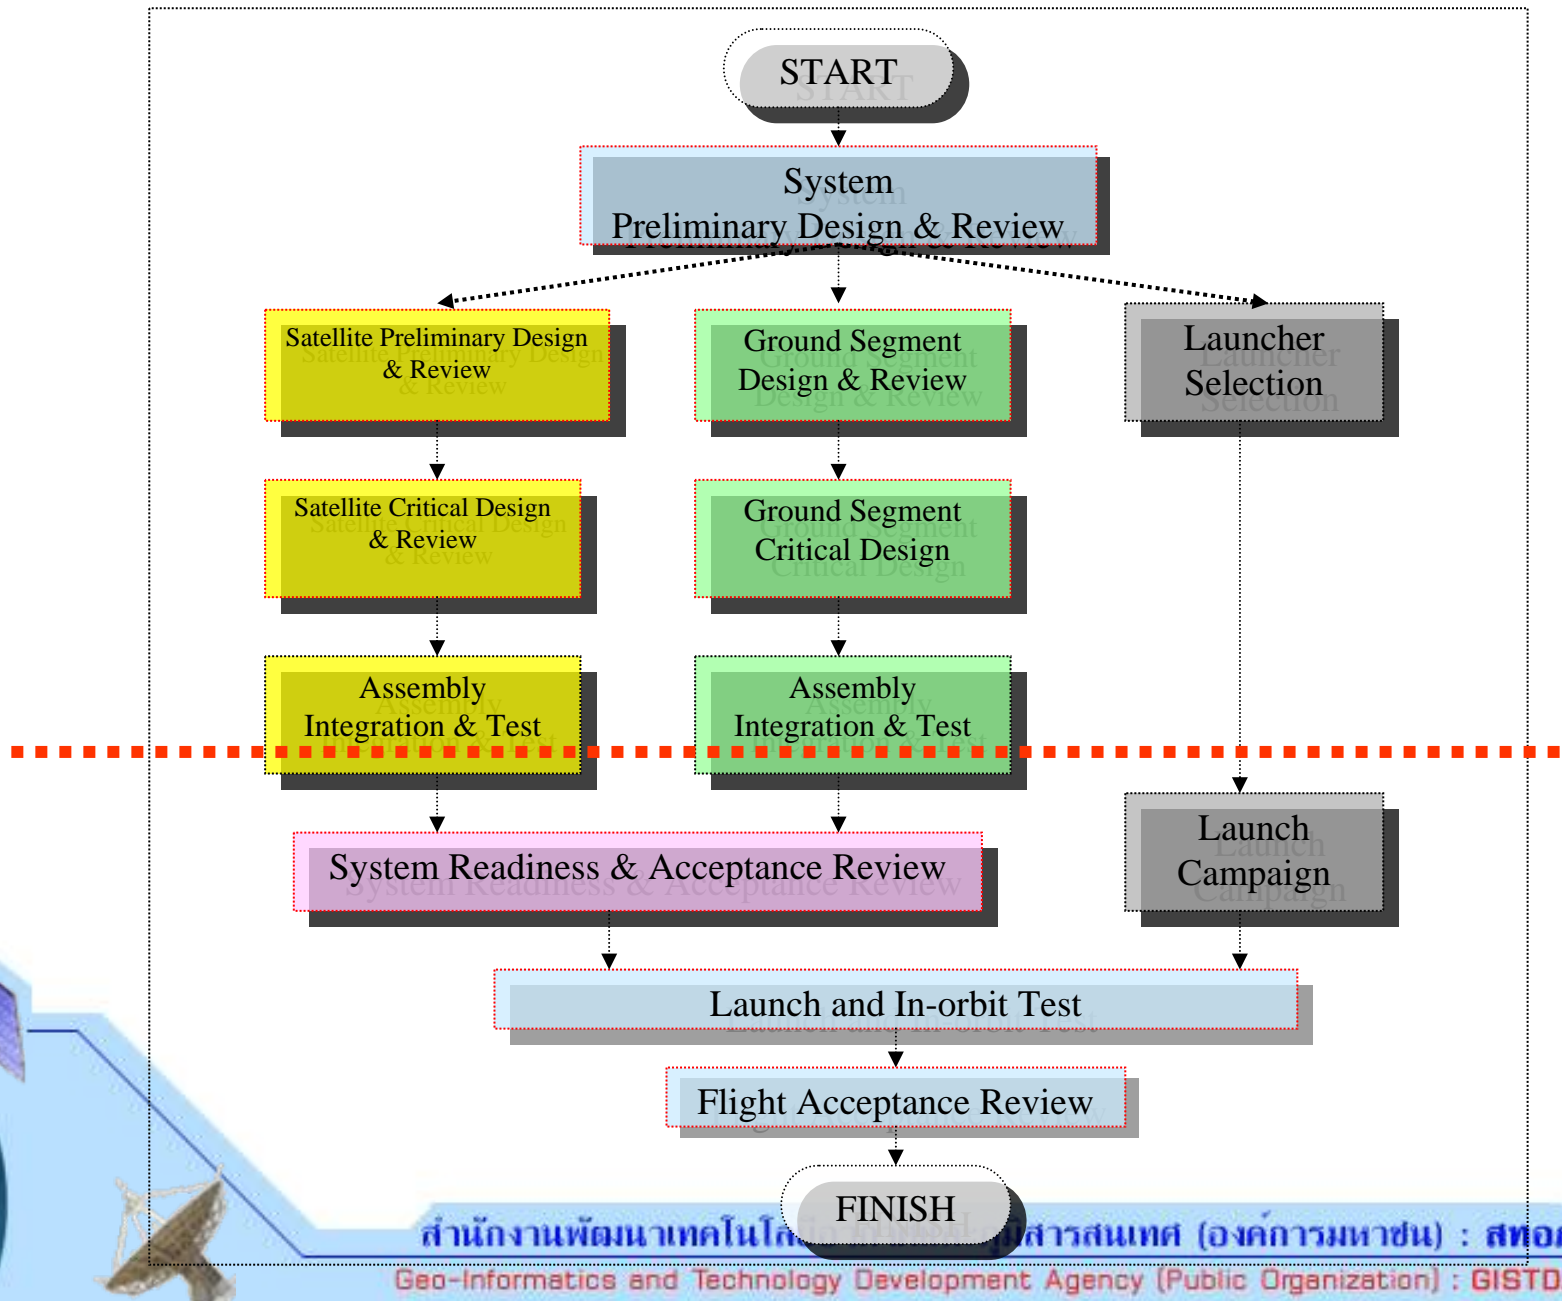 START
System
Preliminary Design & Review
Satellite Preliminary Design
& Review
Ground Segment
Design & Review
Launcher
Selection
Satellite Critical Design
& Review
Ground Segment
Critical Design
Assembly
Integration & Test
Assembly
Integration & Test
System Readiness & Acceptance Review
Launch
Campaign
Launch and In-orbit Test
Flight Acceptance Review
FINISH
สำนักงานพัฒนาเทคโนโล ภูมิสารสนเทศ (องค์การมหาชน) : สทอภ
Geo-Informatics and Technology Development Agency (Public Organization) : GISTD